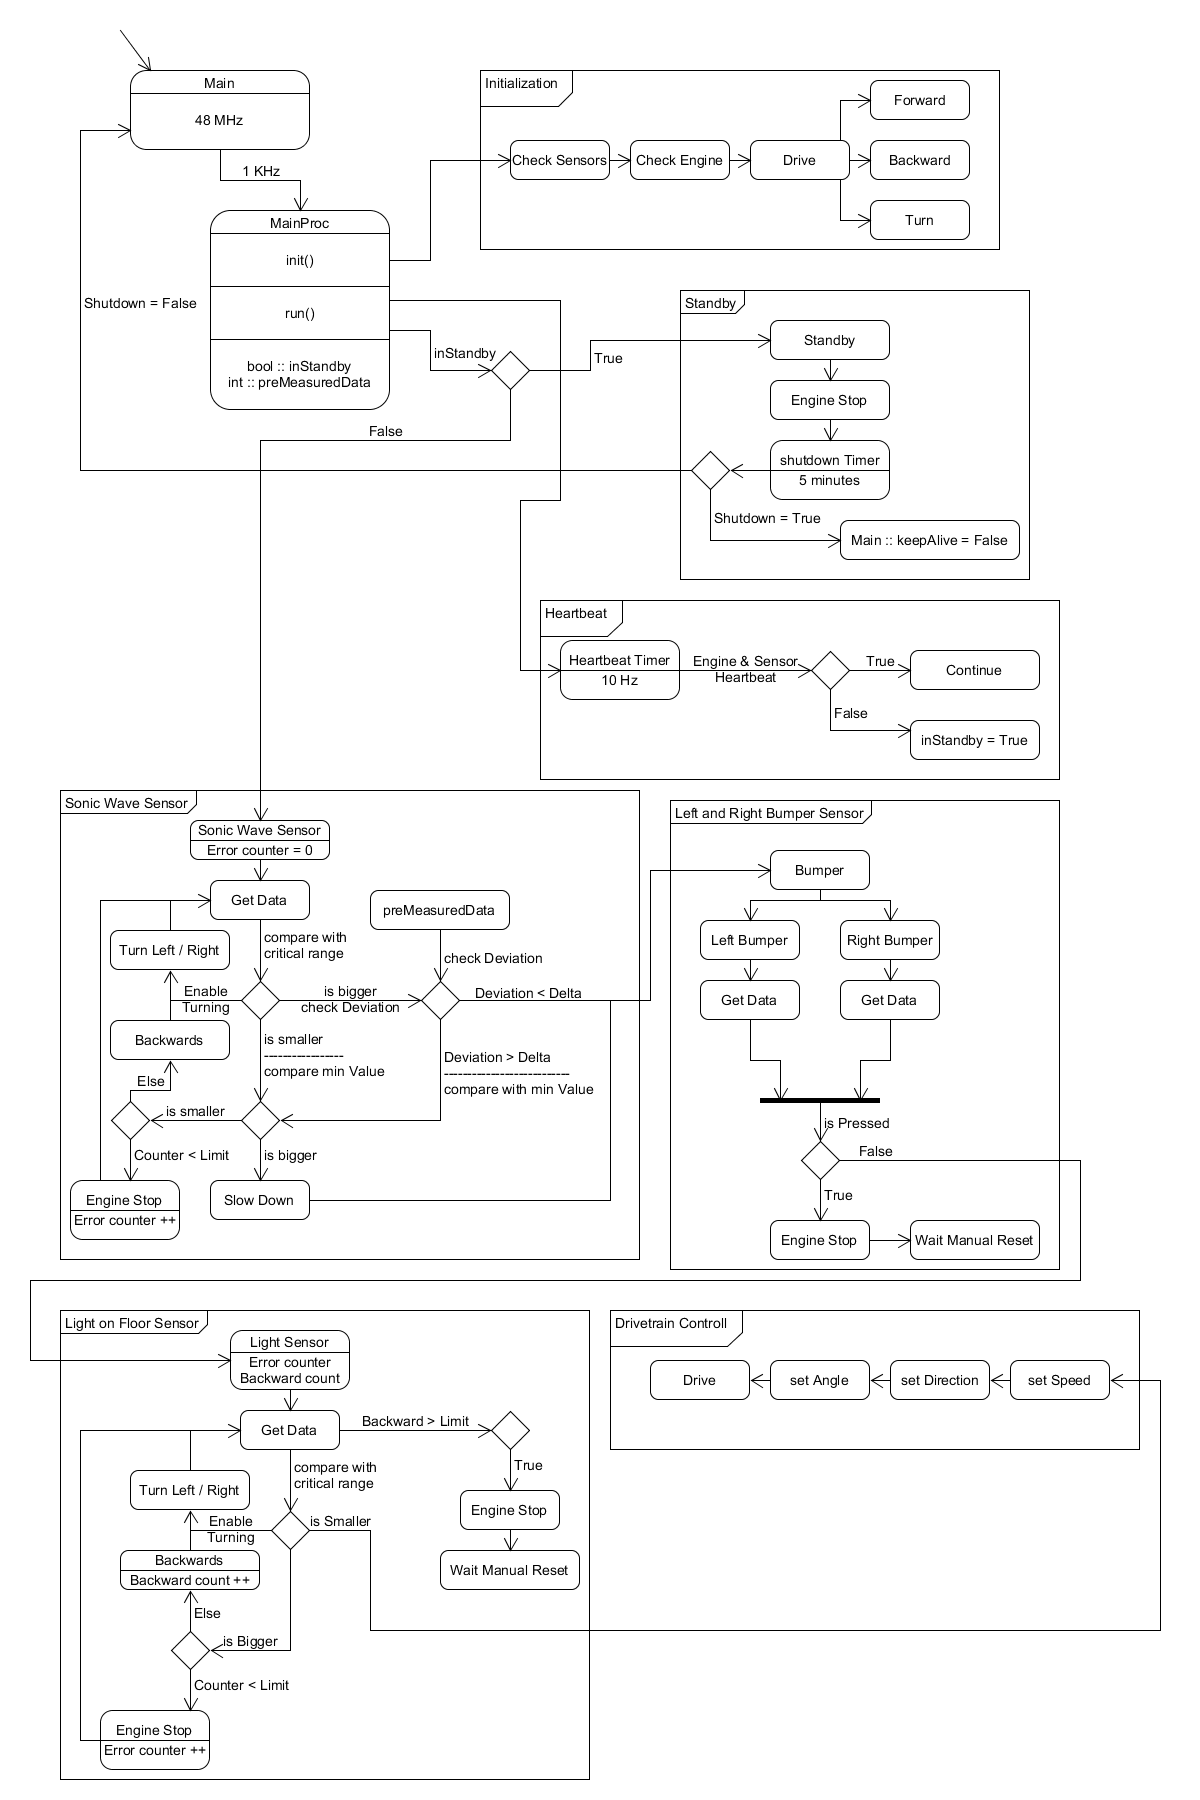 Main
48 MHz
1 KHz
MainProc
init()
run()
bool :: inStandby
int :: preMeasuredData
Shutdown = False
Initialization
Check Sensors
Check Engine
Drive
Forward
Backward
Turn
inStandby
True
False
Standby
Standby
Engine Stop
shutdown Timer
5 minutes
Shutdown = True
Main :: keepAlive = False
Heartbeat
Heartbeat Timer
10 Hz
Engine & Sensor
Heartbeat
True
Continue
False
inStandby = True
Sonic Wave Sensor
Sonic Wave Sensor
Error counter = 0
Get Data
preMeasuredData
Turn Left / Right
compare with
critical range
check Deviation
Enable
Turning
is bigger
check Deviation
Deviation < Delta
Backwards
is smaller
-----------------
compare min Value
Deviation > Delta
---------------------------
compare with min Value
Else
is smaller
Counter < Limit
is bigger
Engine Stop
Error counter ++
Slow Down
Left and Right Bumper Sensor
Bumper
Left Bumper
Right Bumper
Get Data
Get Data
is Pressed
False
True
Engine Stop
Wait Manual Reset
Light on Floor Sensor
Light Sensor
Error counter
Backward count
Get Data
Backward > Limit
True
compare with
critical range
Turn Left / Right
Engine Stop
Enable
Turning
is Smaller
Backwards
Backward count ++
Wait Manual Reset
Else
is Bigger
Counter < Limit
Engine Stop
Error counter ++
Drivetrain Controll
Drive
set Angle
set Direction
set Speed